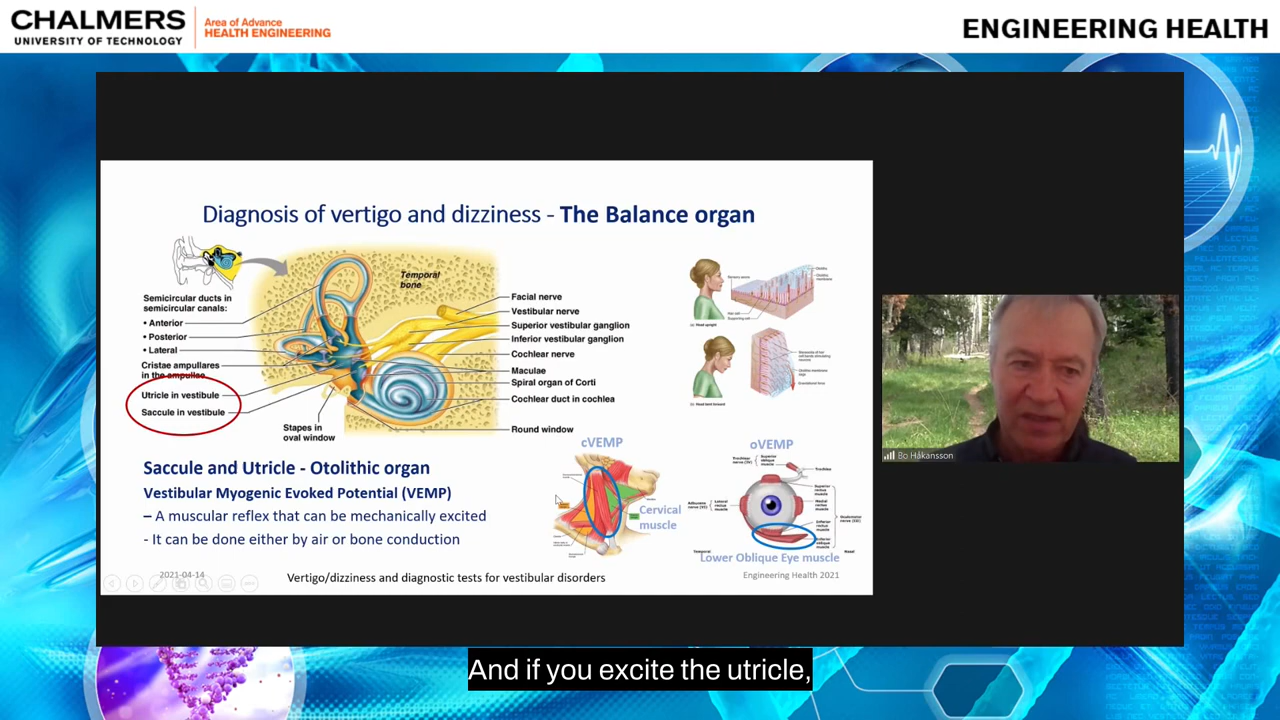 CHALMERS
UNIVERSITY OF TECHNOLOGY
Area of Advance
HEALTH ENGINEERING
ENGINEERING HEALTH
Diagnosis of vertigo and dizziness - The Balance organ
Temporal
bone
Semicircular ducts in
semicircular canals:
• Anterior
• Posterior
• Lateral
Cristae ampullares
in the ampullae
Utricle in vestibule
Saccule in vestibule
Stapes in
oval window
Facial nerve
Vestibular nerve
Superior vestibular ganglion
Inferior vestibular ganglion
Cochlear nerve
Maculae
Spiral organ of Corti
Cochlear duct in cochlea
Round window
Saccule and Utricle - Otolithic organ
Vestibular Myogenic Evoked Potential (VEMP)
– A muscular reflex that can be mechanically excited
- It can be done either by air or bone conduction
cVEMP
Cervical
muscle
oVEMP
Lower Oblique Eye muscle
2021-04-14
Vertigo/dizziness and diagnostic tests for vestibular disorders
Engineering Health 2021
Bo Håkansson
And if you excite the utricle,